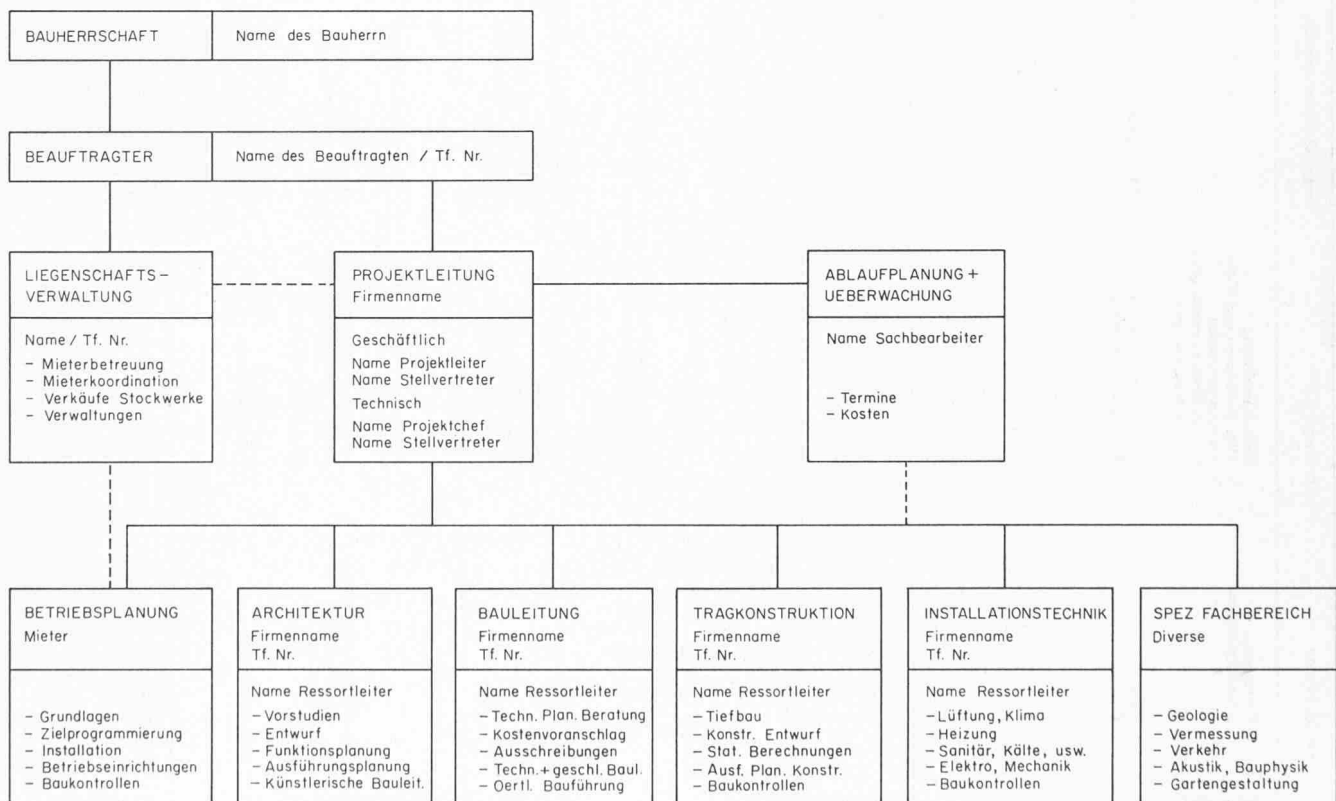 BAUHERRSCHAFT
Name des Bauherrn
BEAUFTRAGTER
Name des Beauftragten / Tf. Nr.
LIEGENSCHAFTS-
VERWALTUNG
Name / Tf. Nr.
- Mieterbetreuung
- Mieterkoordination
- Verkäufe Stockwerke
- Verwaltungen
PROJEKTLEITUNG
Firmenname
Geschäftlich
Name Projektleiter
Name Stellvertreter
Technisch
Name Projektchef
Name Stellvertreter
ABLAUFPLANUNG +
UEBERWACHUNG
Name Sachbearbeiter
- Termine
- Kosten
BETRIEBSPLANUNG
Mieter
- Grundlagen
- Zielprogrammierung
- Installation
- Betriebseinrichtungen
- Baukontrollen
ARCHITEKTUR
Firmenname
Tf. Nr.
Name Ressortleiter
- Vorstudien
- Entwurf
- Funktionsplanung
- Ausführungsplanung
- Künstlerische Bauleit.
BAULEITUNG
Firmenname
Tf. Nr.
Name Ressortleiter
- Techn. Plan. Beratung
- Kostenvoranschlag
- Ausschreibungen
- Techn. + geschl. Baul.
- Oertl. Bauführung
TRAGKONSTRUKTION
Firmenname
Tf. Nr.
Name Ressortleiter
- Tiefbau
- Konstr. Entwurf
- Stat. Berechnungen
- Ausf. Plan. Konstr.
- Baukontrollen
INSTALLATIONSTECHNIK
Firmenname
Tf. Nr.
Name Ressortleiter
- Lüftung, Klima
- Heizung
- Sanitär, Kälte, usw.
- Elektro, Mechanik
- Baukontrollen
SPEZ FACHBEREICH
Diverse
- Geologie
- Vermessung
- Verkehr
- Akustik, Bauphysik
- Gartengestaltung